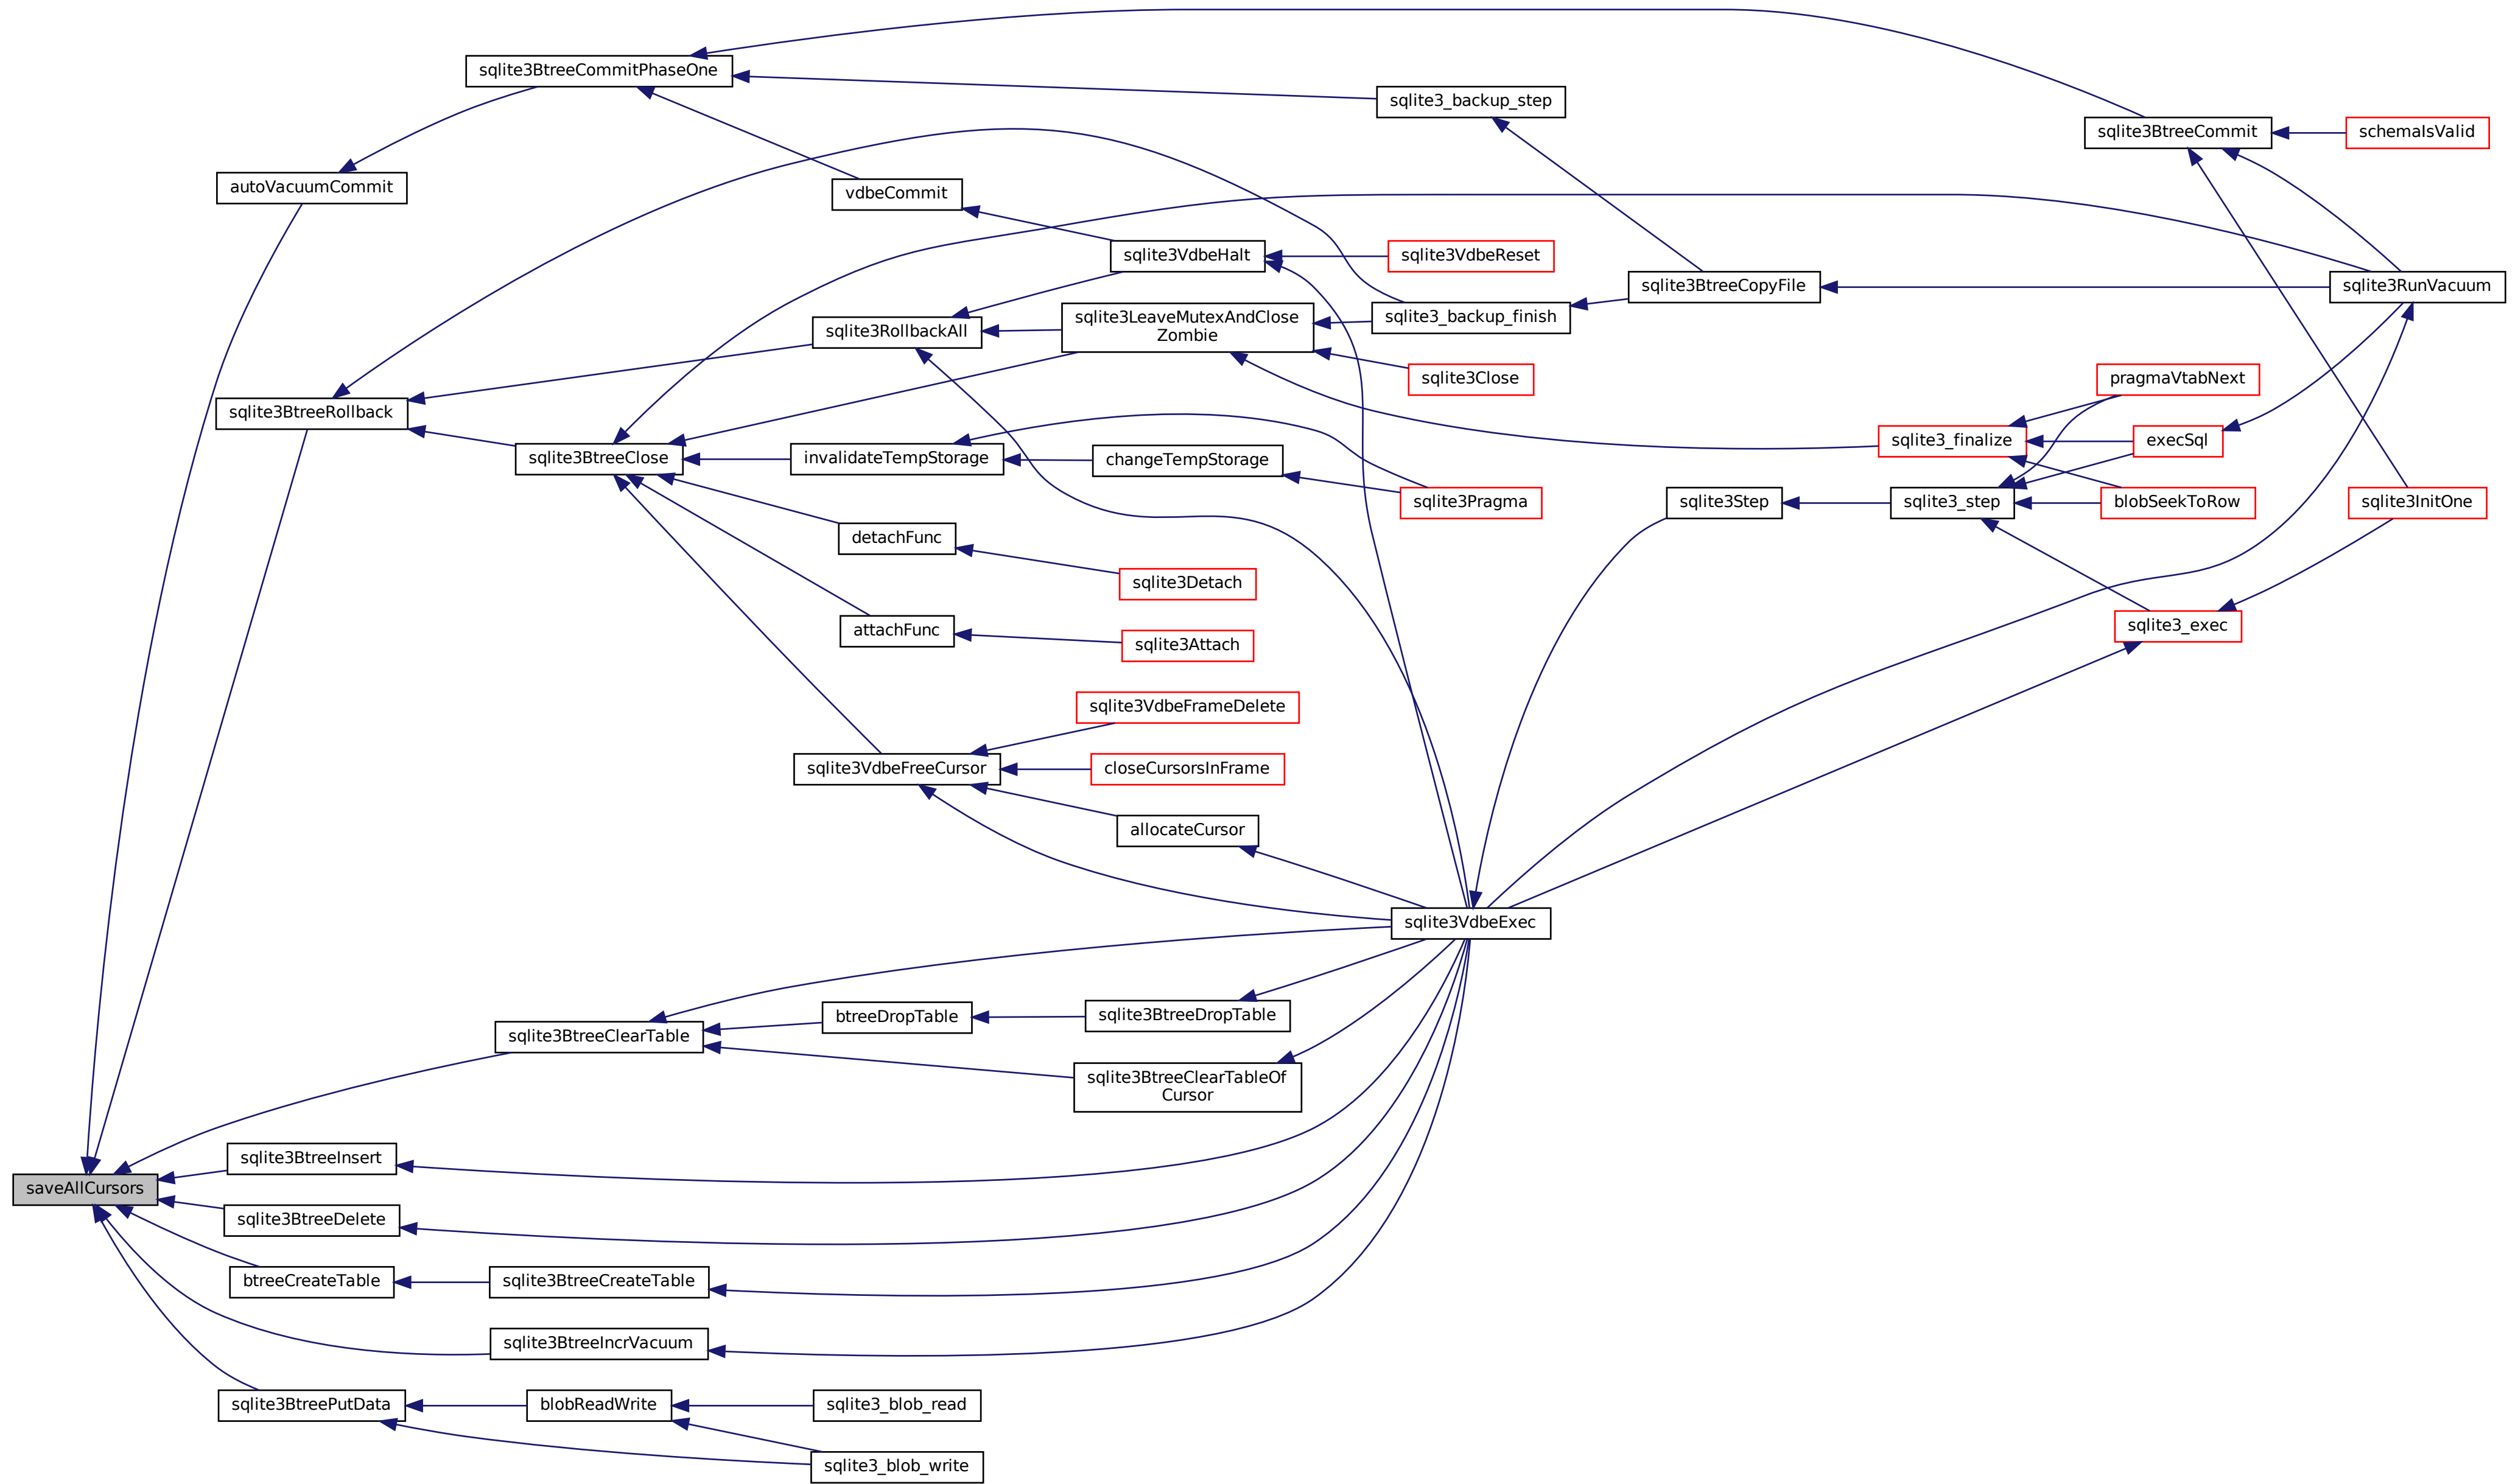 sqlite3BtreeCommitPhaseOne
sqlite3_backup_step
sqlite3BtreeCommit
schemaIsValid
autoVacuumCommit
vdbeCommit
sqlite3VdbeHalt
sqlite3VdbeReset
sqlite3BtreeCopyFile
sqlite3RunVacuum
sqlite3RollbackAll
sqlite3LeaveMutexAndClose
Zombie
sqlite3_backup_finish
sqlite3Close
pragmaVtabNext
sqlite3BtreeRollback
sqlite3_finalize
execSql
sqlite3BtreeClose
invalidateTempStorage
changeTempStorage
sqlite3Pragma
sqlite3Step
sqlite3_step
blobSeekToRow
sqlite3InitOne
detachFunc
sqlite3Detach
attachFunc
sqlite3Attach
sqlite3_exec
sqlite3VdbeFrameDelete
sqlite3VdbeFreeCursor
closeCursorsInFrame
allocateCursor
sqlite3VdbeExec
btreeDropTable
sqlite3BtreeDropTable
sqlite3BtreeClearTable
sqlite3BtreeClearTableOf
Cursor
sqlite3BtreeInsert
saveAllCursors
sqlite3BtreeDelete
btreeCreateTable
sqlite3BtreeCreateTable
sqlite3BtreeIncrVacuum
sqlite3BtreePutData
blobReadWrite
sqlite3_blob_read
sqlite3_blob_write